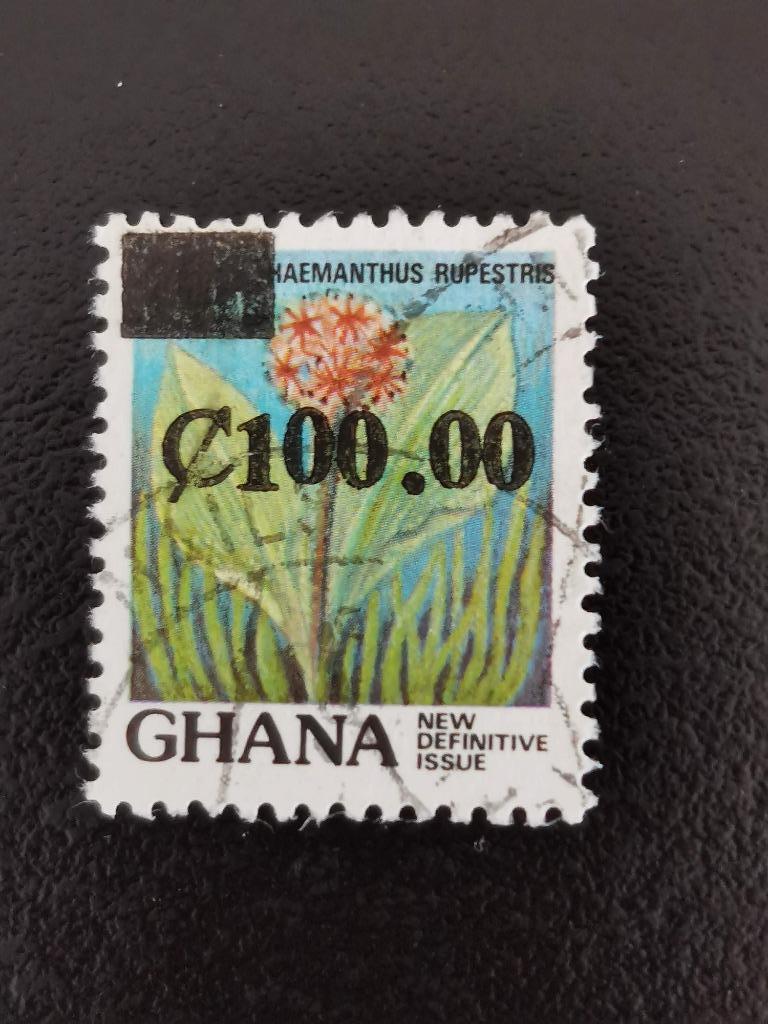 HAEMANTHUS RUPESTRIS
₵100.00
GHANA
NEW
DEFINITIVE
ISSUE